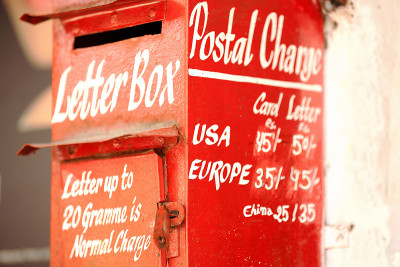 Letter Box
Letter up to
20 Gramme is
Normal Charge
Postal Charge
Card Letter
Rs Rs
USA 45/- 50/-
EUROPE 35/- 45/-
China 25/35